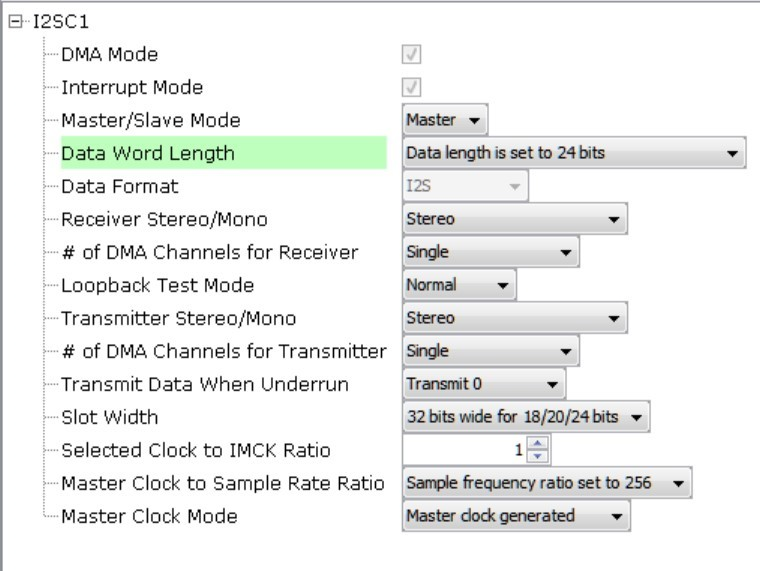 I2SC1
DMA Mode
Interrupt Mode
Master/Slave Mode Master
Data Word Length Data length is set to 24 bits
Data Format I2S
Receiver Stereo/Mono Stereo
# of DMA Channels for Receiver Single
Loopback Test Mode Normal
Transmitter Stereo/Mono Stereo
# of DMA Channels for Transmitter Single
Transmit Data When Underrun Transmit 0
Slot Width 32 bits wide for 18/20/24 bits
Selected Clock to IMCK Ratio 1
Master Clock to Sample Rate Ratio Sample frequency ratio set to 256
Master Clock Mode Master clock generated